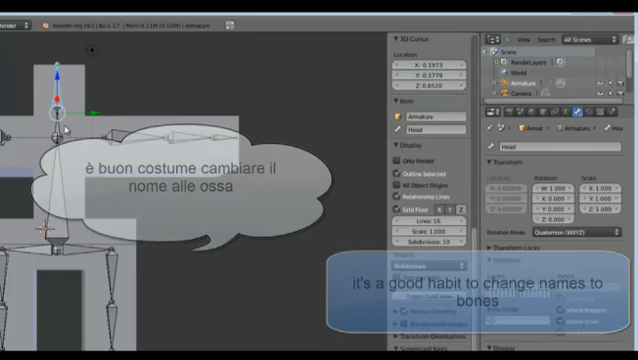 View Search All Scenes
3D Cursor
Scene
Location:
RenderLayers
X: -0.1973
World
Y: -0.5779
Armature
Z: 0.6520
Camera
Item
Armature
Head
Head
Display
Transform
Only Render
Location: Rotation: Scale:
Outline Selected
W: 1.000 X: 1.000
All Object Origins
X: 0.000 Y: 1.000
Relationship Lines
Y: 0.000 Z: 1.000
Grid Floor X Y Z
Z: 0.000
Lines: 16
Rotation Mode: Quaternion (WXYZ)
Scale: 1.000
Subdivisions: 10
Transform Locks
è buon costume cambiare il
nome alle ossa
it's a good habit to change names to
bones
Display